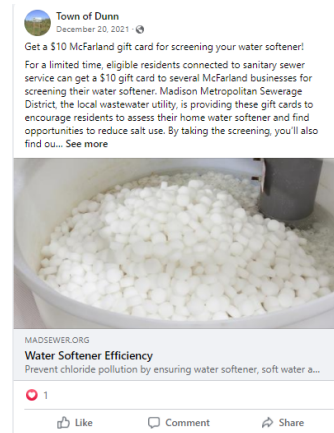 Town of Dunn
December 20, 2021 ·
Get a $10 McFarland gift card for screening your water softener!
For a limited time, eligible residents connected to sanitary sewer
service can get a $10 gift card to several McFarland businesses for
screening their water softener. Madison Metropolitan Sewerage
District, the local wastewater utility, is providing these gift cards to
encourage residents to assess their home water softener and find
opportunities to reduce salt use. By taking the screening, you'll also
find ou... See more
MADSEWER.ORG
Water Softener Efficiency
Prevent chloride pollution by ensuring water softener, soft water a...
1
Like Comment Share